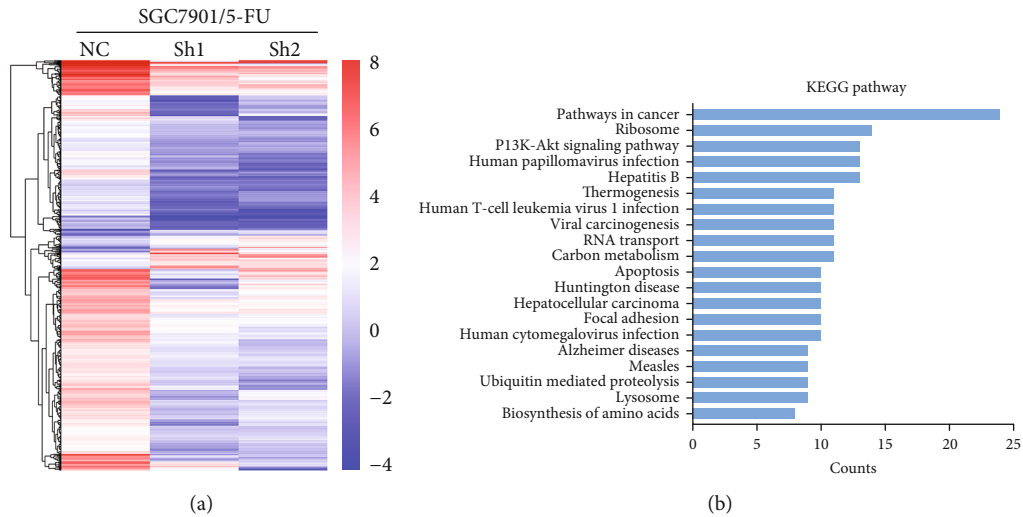 SGC7901/5-FU
NC Sh1 Sh2
8
6
4
2
0
−2
−4
(a)
KEGG pathway
Pathways in cancer
Ribosome
P13K-Akt signaling pathway
Human papillomavirus infection
Hepatitis B
Thermogenesis
Human T-cell leukemia virus 1 infection
Viral carcinogenesis
RNA transport
Carbon metabolism
Apoptosis
Huntington disease
Hepatocellular carcinoma
Focal adhesion
Human cytomegalovirus infection
Alzheimer diseases
Measles
Ubiquitin mediated proteolysis
Lysosome
Biosynthesis of amino acids
0 5 10 15 20 25
Counts
(b)